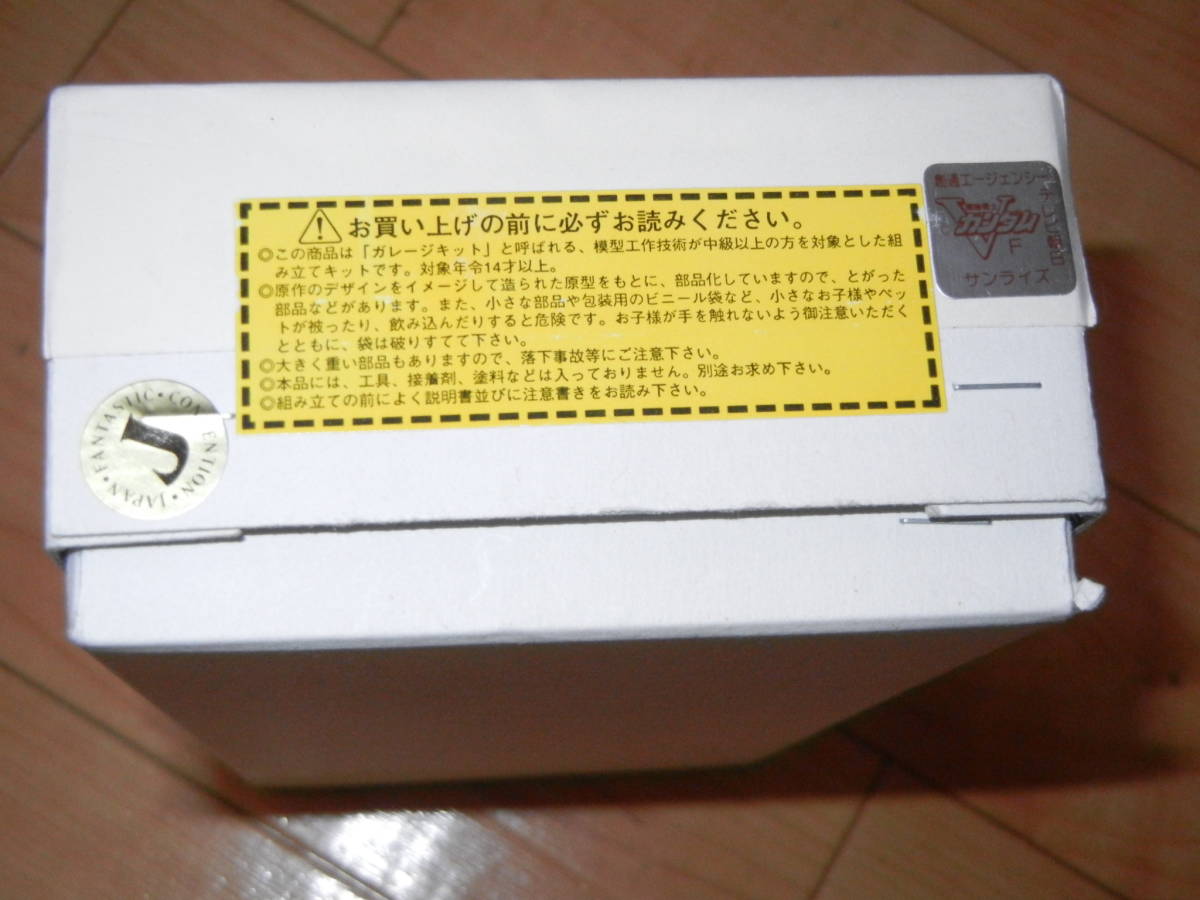 お買い上げの前に必ずお読みください。
◎この商品は「ガレージキット」と呼ばれる、模型工作技術が中級以上の方を対象とした組
み立てキットです。対象年令14才以上。
◎原作のデザインをイメージして造られた原型をもとに、部品化していますので、とがった
部品などがあります。また、小さな部品や包装用のビニール袋など、小さなお子様やペッ
トが被ったり、飲み込んだりすると危険です。お子様が手を触れないよう御注意いただく
とともに、袋は破りすてて下さい。
◎大きく重い部品もありますので、落下事故等にご注意下さい。
◎本品には、工具、接着剤、塗料などは入っておりません。別途お求め下さい。
◎組み立ての前によく説明書並びに注意書きをお読み下さい。
創通エージェンシー
テレビ朝日
V
ガンダム
F
サンライズ
J
JAPAN・FANTASTIC・CON
ENTION・